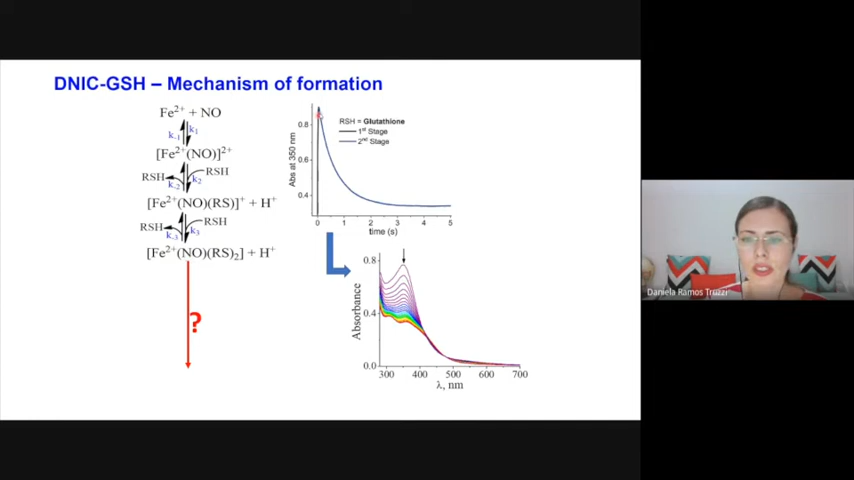 DNIC-GSH – Mechanism of formation
Fe²⁺ + NO
k₋₁ k₁
[Fe²⁺(NO)]²⁺
RSH k₋₂ k₂ RSH
[Fe²⁺(NO)(RS)]⁺ + H⁺
RSH k₋₃ k₃ RSH
[Fe²⁺(NO)(RS)₂] + H⁺
?
Abs at 350 nm
0.8
0.6
0.4
RSH = Glutathione
1ˢᵗ Stage
2ⁿᵈ Stage
0 1 2 3 4 5
time (s)
Absorbance
0.8
0.4
0.0
300 400 500 600 700
λ, nm
Daniela Ramos Truzzi